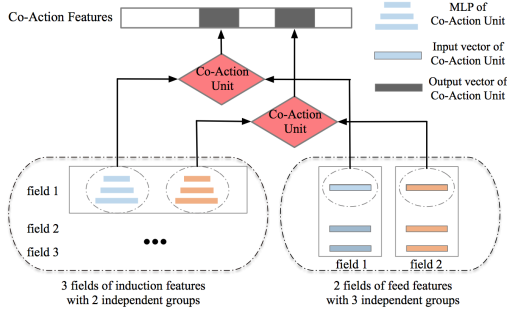 Co-Action Features
MLP of
Co-Action Unit
Input vector of
Co-Action Unit
Output vector of
Co-Action Unit
Co-Action
Unit
Co-Action
Unit
field 1
field 2
field 3
field 1
field 2
3 fields of induction features
with 2 independent groups
2 fields of feed features
with 3 independent groups